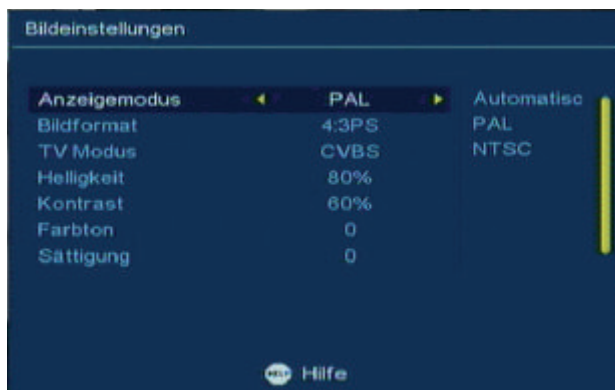 Bildeinstellungen
Anzeigemodus PAL Automatisc
Bildformat 4:3PS PAL
TV Modus CVBS NTSC
Helligkeit 80%
Kontrast 60%
Farbton 0
Sättigung 0
HELP Hilfe